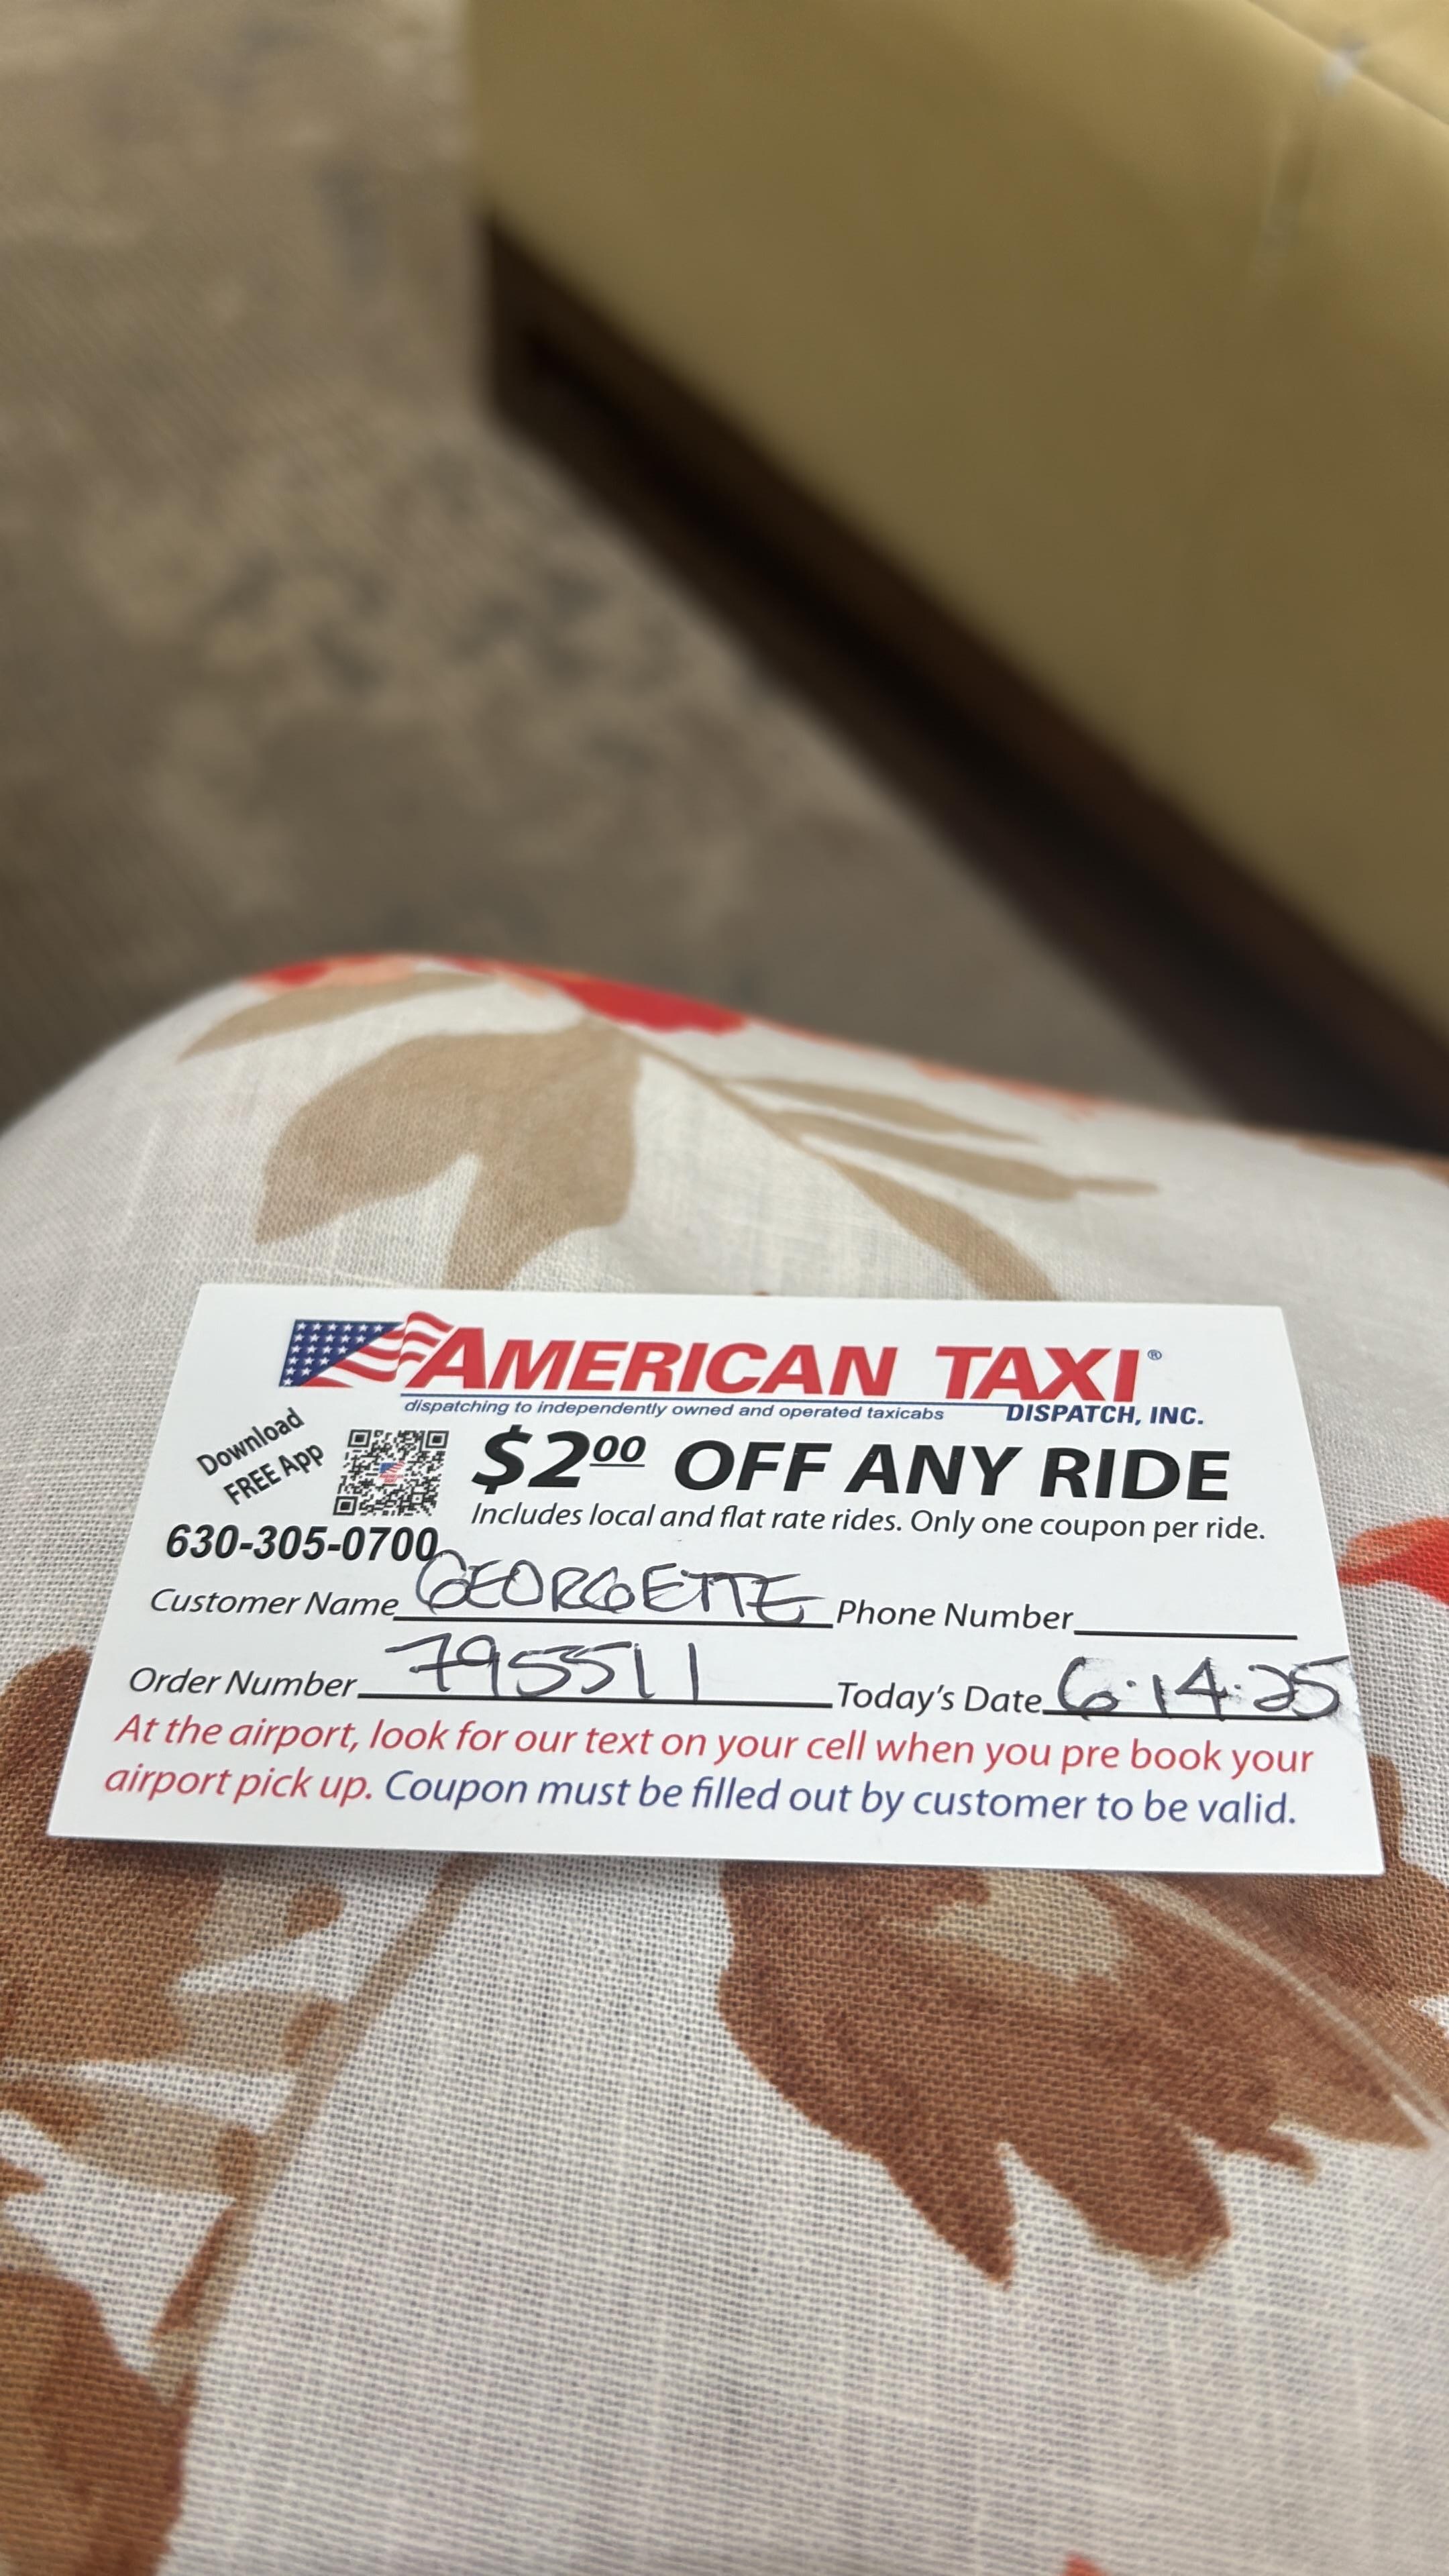 AMERICAN TAXI®
dispatching to independently owned and operated taxicabs DISPATCH, INC.
Download
FREE App
$2⁰⁰ OFF ANY RIDE
Includes local and flat rate rides. Only one coupon per ride.
630-305-0700
Customer Name GEORGETTE Phone Number
Order Number 795511 Today's Date 6.14.25
At the airport, look for our text on your cell when you pre book your
airport pick up. Coupon must be filled out by customer to be valid.